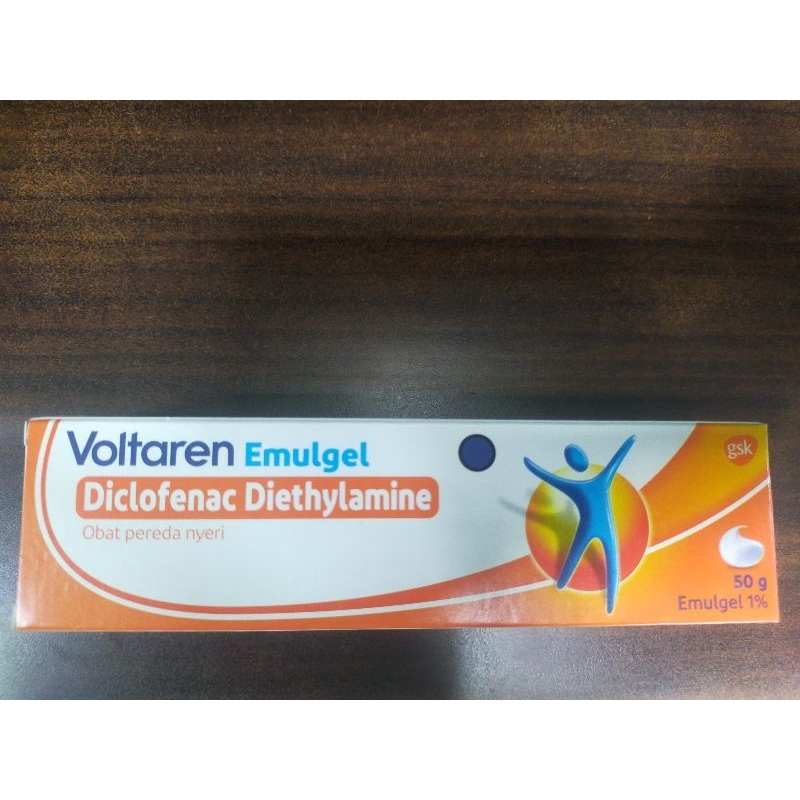 Voltaren Emulgel
Diclofenac Diethylamine
Obat pereda nyeri
gsk
50 g
Emulgel 1%